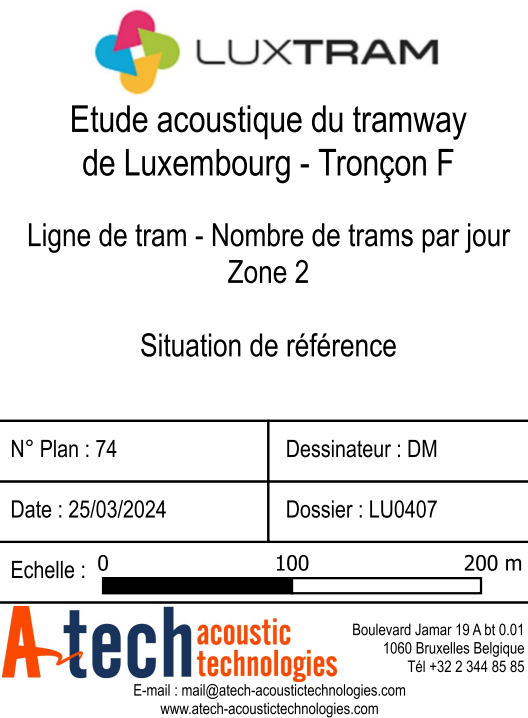 LUXTRAM
Etude acoustique du tramway
de Luxembourg - Tronçon F
Ligne de tram - Nombre de trams par jour
Zone 2
Situation de référence
N° Plan : 74
Dessinateur : DM
Date : 25/03/2024
Dossier : LU0407
Echelle : 0 100 200 m
A-tech acoustic technologies
Boulevard Jamar 19 A bt 0.01
1060 Bruxelles Belgique
Tél +32 2 344 85 85
E-mail : mail@atech-acoustictechnologies.com
www.atech-acoustictechnologies.com